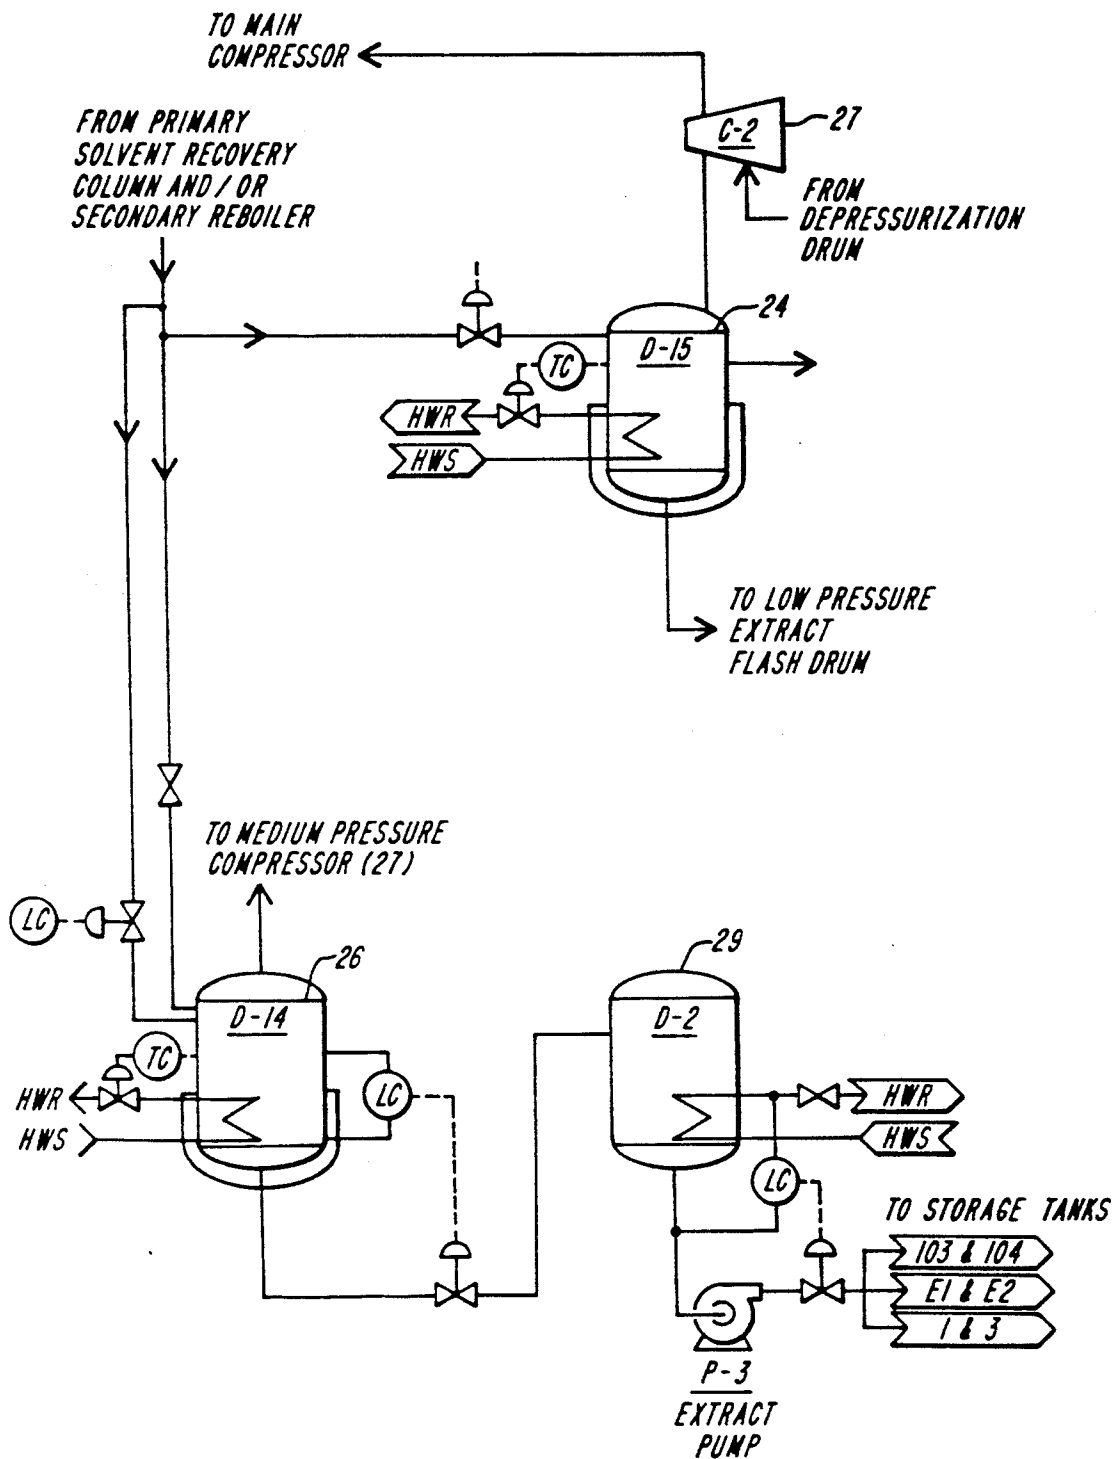 TO MAIN
COMPRESSOR
FROM PRIMARY
SOLVENT RECOVERY
COLUMN AND / OR
SECONDARY REBOILER
C-2
27
FROM
DEPRESSURIZATION
DRUM
24
D-15
TC
HWR
HWS
TO LOW PRESSURE
EXTRACT
FLASH DRUM
TO MEDIUM PRESSURE
COMPRESSOR (27)
LC
26
D-14
TC
HWR
HWS
LC
29
D-2
HWR
HWS
LC
TO STORAGE TANKS
103 & 104
E1 & E2
1 & 3
P-3
EXTRACT
PUMP